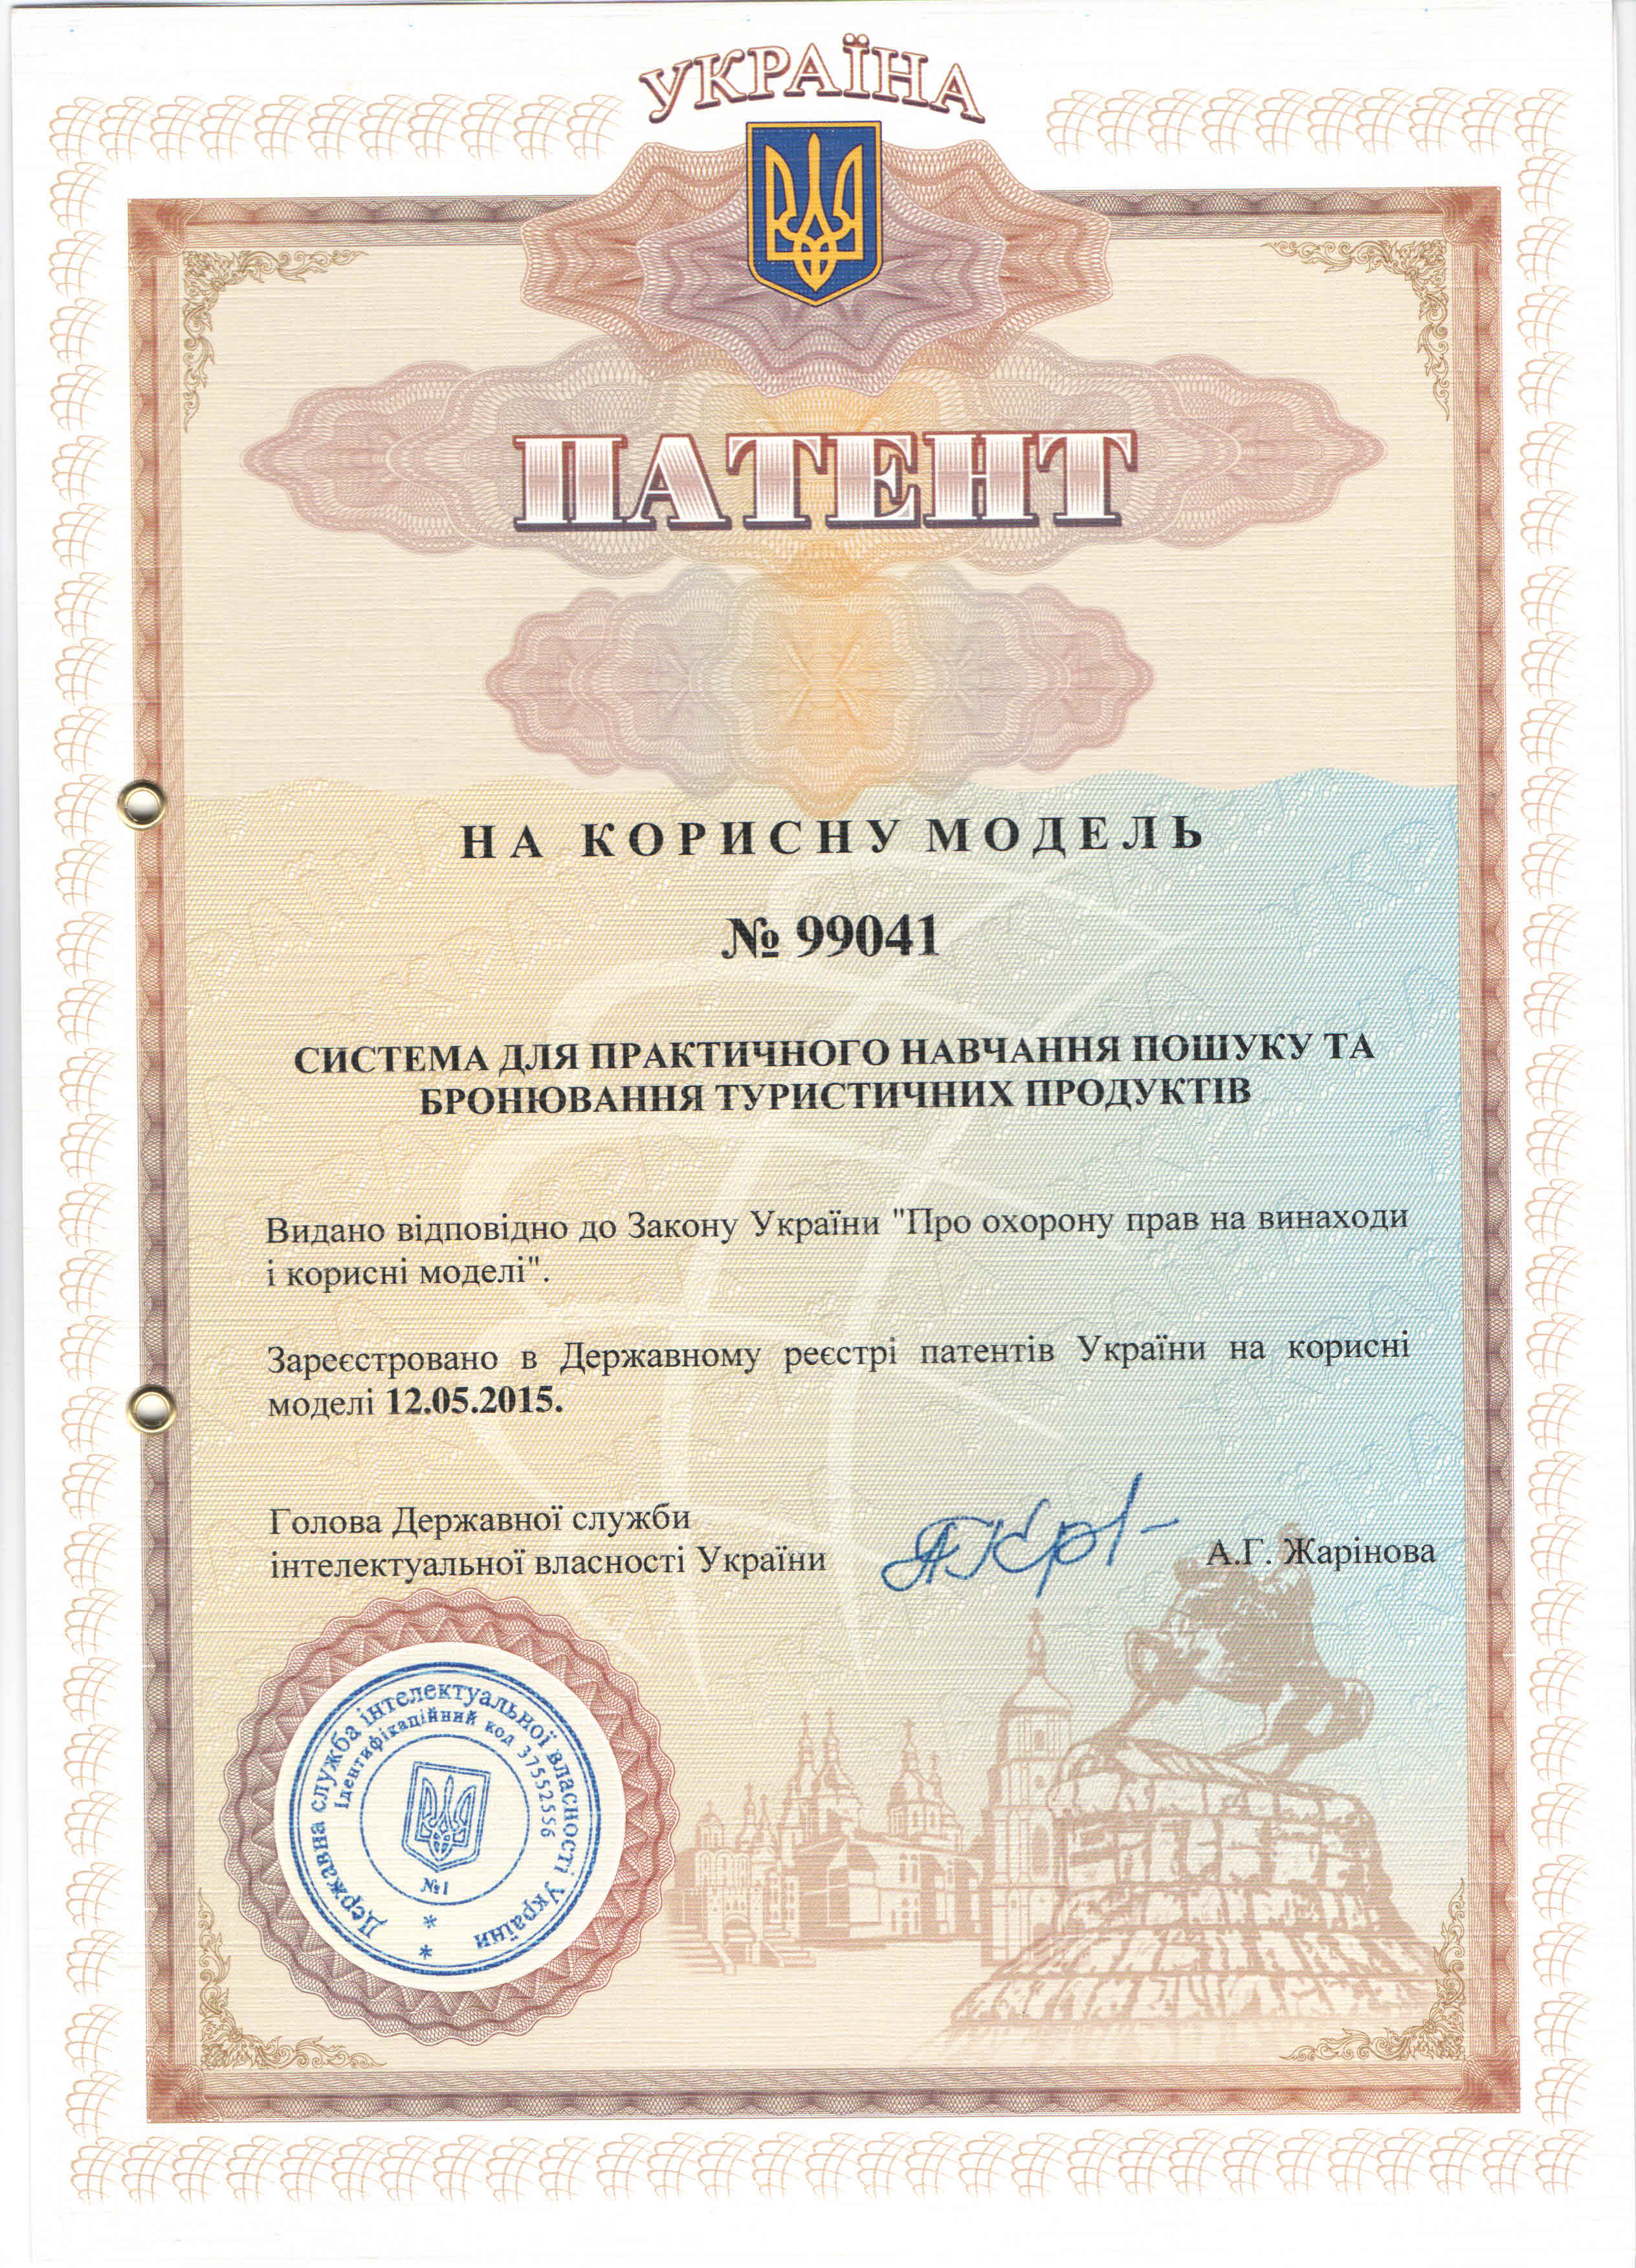 УКРАЇНА
ПАТЕНТ
НА КОРИСНУ МОДЕЛЬ
№ 99041
СИСТЕМА ДЛЯ ПРАКТИЧНОГО НАВЧАННЯ ПОШУКУ ТА
БРОНЮВАННЯ ТУРИСТИЧНИХ ПРОДУКТІВ
Видано відповідно до Закону України "Про охорону прав на винаходи
і корисні моделі".
Зареєстровано в Державному реєстрі патентів України на корисні
моделі 12.05.2015.
Голова Державної служби
інтелектуальної власності України
А.Г. Жарінова
Державна служба інтелектуальної власності України
Ідентифікаційний код 37552556
№1